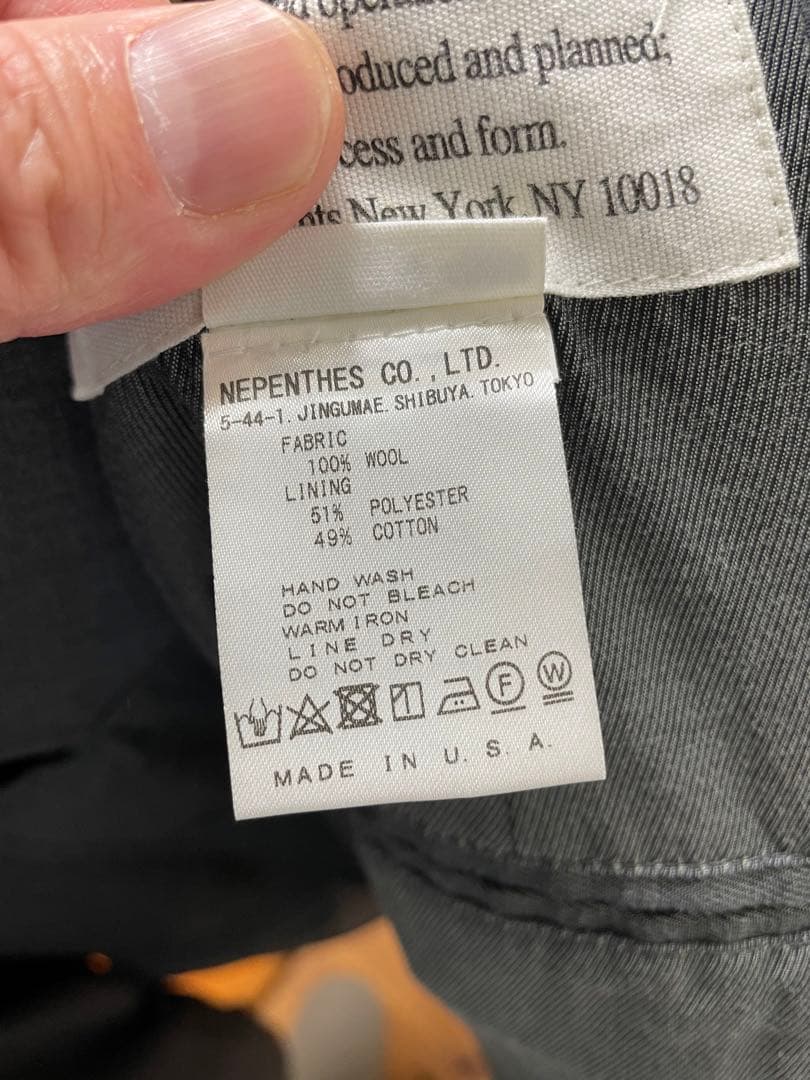 oduced and planned;
cess and form.
New York NY 10018
NEPENTHES CO., LTD.
5-44-1. JINGUMAE. SHIBUYA. TOKYO
FABRIC
100% WOOL
LINING
51% POLYESTER
49% COTTON
HAND WASH
DO NOT BLEACH
WARM IRON
LINE DRY
DO NOT DRY CLEAN
F W
MADE IN U. S. A.